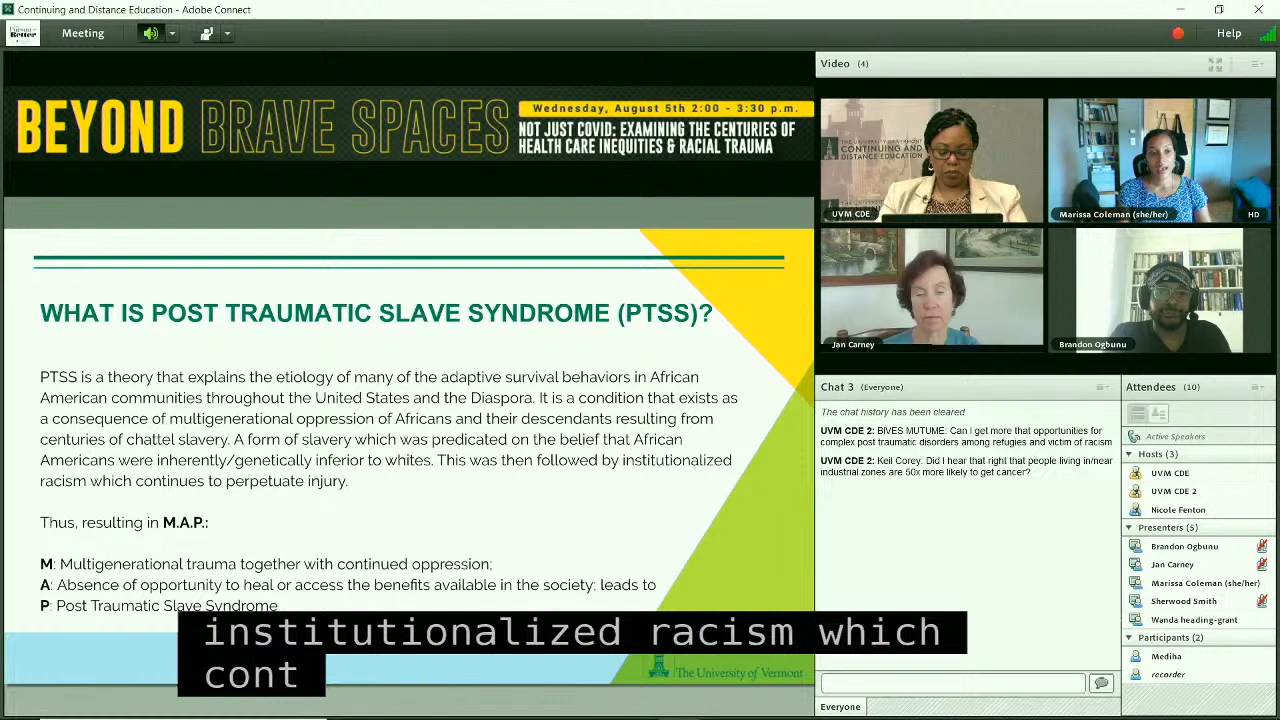 Continuing and Distance Education - Adobe Connect
Meeting
Help
BEYOND BRAVE SPACES
Wednesday, August 5th 2:00 - 3:30 p.m.
NOT JUST COVID: EXAMINING THE CENTURIES OF
HEALTH CARE INEQUITIES & RACIAL TRAUMA
WHAT IS POST TRAUMATIC SLAVE SYNDROME (PTSS)?
PTSS is a theory that explains the etiology of many of the adaptive survival behaviors in African
American communities throughout the United States and the Diaspora. It is a condition that exists as
a consequence of multigenerational oppression of Africans and their descendants resulting from
centuries of chattel slavery. A form of slavery which was predicated on the belief that African
Americans were inherently/genetically inferior to whites. This was then followed by institutionalized
racism which continues to perpetuate injury.
Thus, resulting in M.A.P.:
M: Multigenerational trauma together with continued oppression;
A: Absence of opportunity to heal or access the benefits available in the society; leads to
P: Post Traumatic Slave Syndrome
institutionalized racism which
cont
The University of Vermont
Video (4)
CONTINUING AND
DISTANCE EDUCATION
UVM CDE
Marissa Coleman (she/her)
HD
Jan Carney
Brandon Ogbunu
Chat 3 (Everyone)
The chat history has been cleared
UVM CDE 2: BIVES MUTUME: Can I get more that opportunities for
complex post traumatic disorders among refugies and victim of racism
UVM CDE 2: Keil Corey: Did I hear that right that people living in/near
industrial zones are 50x more likely to get cancer?
Everyone
Attendees (10)
Active Speakers
Hosts (3)
UVM CDE
UVM CDE 2
Nicole Fenton
Presenters (5)
Brandon Ogbunu
Jan Carney
Marissa Coleman (she/her)
Sherwood Smith
Wanda heading-grant
Participants (2)
Mediha
recorder